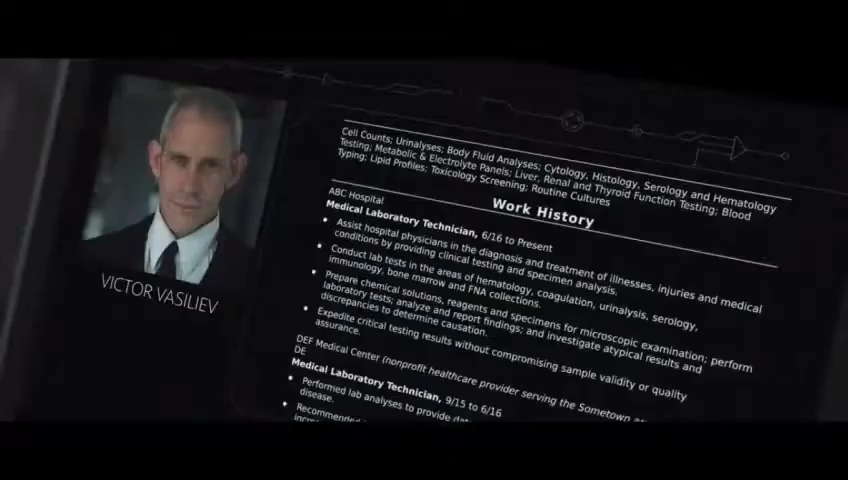 VICTOR VASILIEV
Cell Counts; Urinalyses; Body Fluid Analyses; Cytology, Histology, Serology and Hematology
Testing; Metabolic & Electrolyte Panels; Liver, Renal and Thyroid Function Testing; Blood
Typing; Lipid Profiles; Toxicology Screening; Routine Cultures
Work History
ABC Hospital
Medical Laboratory Technician, 6/16 to Present
• Assist hospital physicians in the diagnosis and treatment of illnesses, injuries and medical
conditions by providing clinical testing and specimen analysis.
• Conduct lab tests in the areas of hematology, coagulation, urinalysis, serology,
immunology, bone marrow and FNA collections.
• Prepare chemical solutions, reagents and specimens for microscopic examination; perform
laboratory tests; analyze and report findings; and investigate atypical results and
discrepancies to determine causation.
• Expedite critical testing results without compromising sample validity or quality
assurance.
DEF Medical Center (nonprofit healthcare provider serving the Sometown
DE
Medical Laboratory Technician, 9/15 to 6/16
• Performed lab analyses to provide
disease.
• Recommended